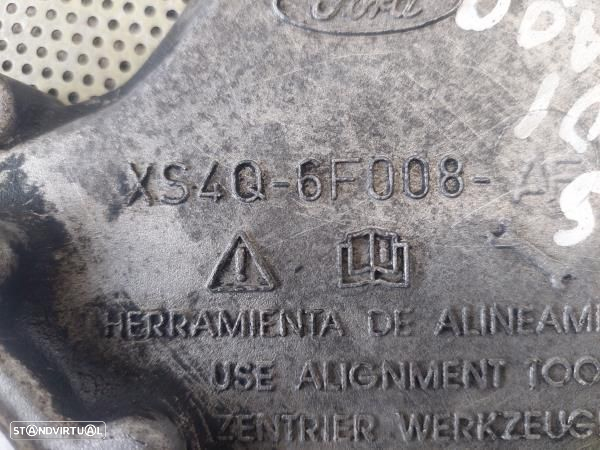 Ford
XS4Q-6F008-AF
HERRAMIENTA DE ALINEAM
USE ALIGNMENT TOO
ZENTRIER WERKZEUG
STANDVIRTUAL